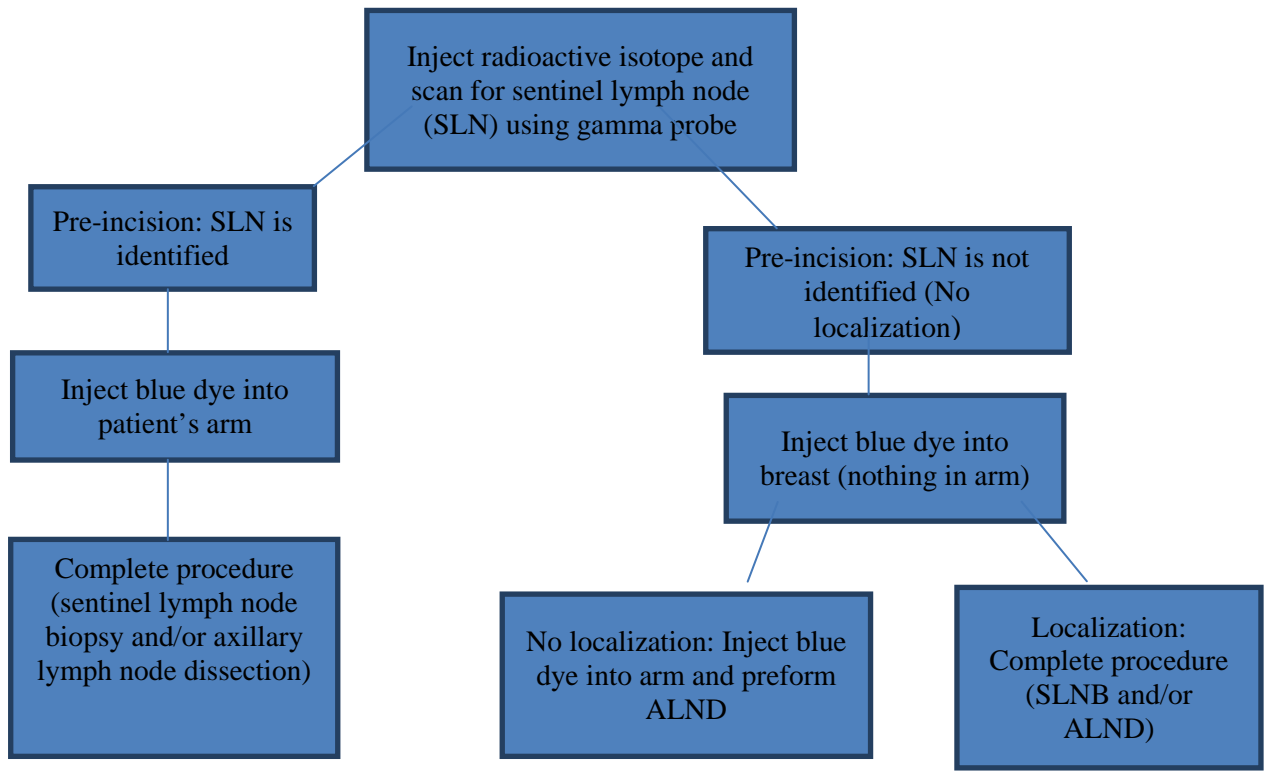 Inject radioactive isotope and
scan for sentinel lymph node
(SLN) using gamma probe
Pre-incision: SLN is
identified
Pre-incision: SLN is not
identified (No
localization)
Inject blue dye into
patient’s arm
Inject blue dye into
breast (nothing in arm)
Complete procedure
(sentinel lymph node
biopsy and/or axillary
lymph node dissection)
No localization: Inject blue
dye into arm and preform
ALND
Localization:
Complete procedure
(SLNB and/or
ALND)